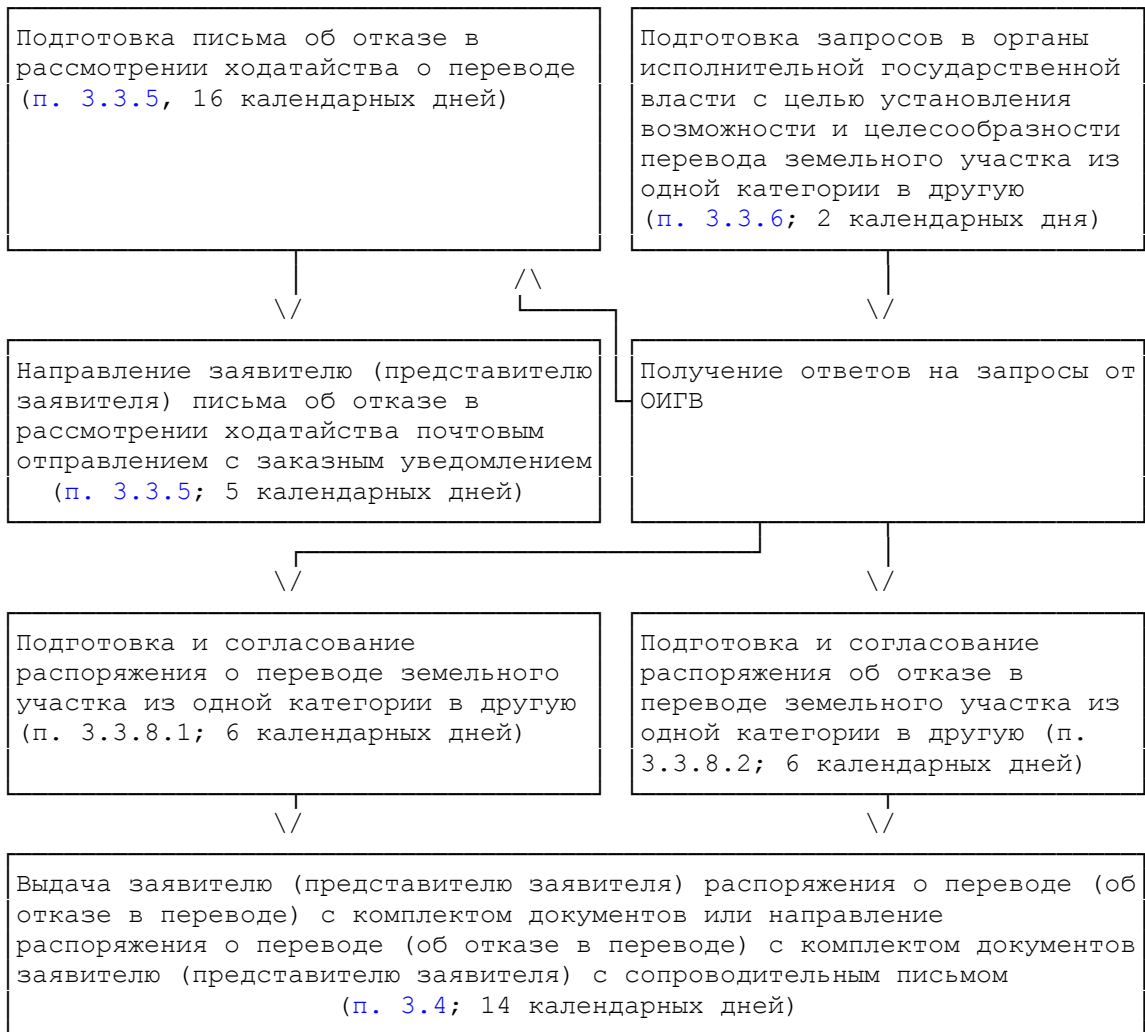 Подготовка письма об отказе в
рассмотрении ходатайства о переводе
(п. 3.3.5, 16 календарных дней)
Подготовка запросов в органы
исполнительной государственной
власти с целью установления
возможности и целесообразности
перевода земельного участка из
одной категории в другую
(п. 3.3.6; 2 календарных дня)
Направление заявителю (представителю
заявителя) письма об отказе в
рассмотрении ходатайства почтовым
отправлением с заказным уведомлением
(п. 3.3.5; 5 календарных дней)
Получение ответов на запросы от
ОИГВ
Подготовка и согласование
распоряжения о переводе земельного
участка из одной категории в другую
(п. 3.3.8.1; 6 календарных дней)
Подготовка и согласование
распоряжения об отказе в
переводе земельного участка из
одной категории в другую (п.
3.3.8.2; 6 календарных дней)
Выдача заявителю (представителю заявителя) распоряжения о переводе (об
отказе в переводе) с комплектом документов или направление
распоряжения о переводе (об отказе в переводе) с комплектом документов
заявителю (представителю заявителя) с сопроводительным письмом
(п. 3.4; 14 календарных дней)